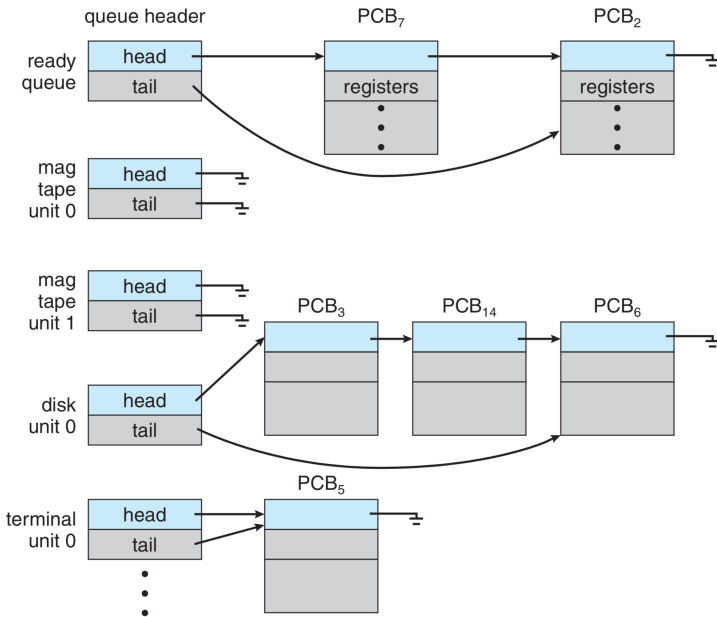 queue header PCB7 PCB2
ready
queue
head
tail
registers registers
mag
tape
unit 0
head
tail
mag
tape
unit 1
head
tail
PCB3 PCB14 PCB6
disk
unit 0
head
tail
PCB5
terminal
unit 0
head
tail